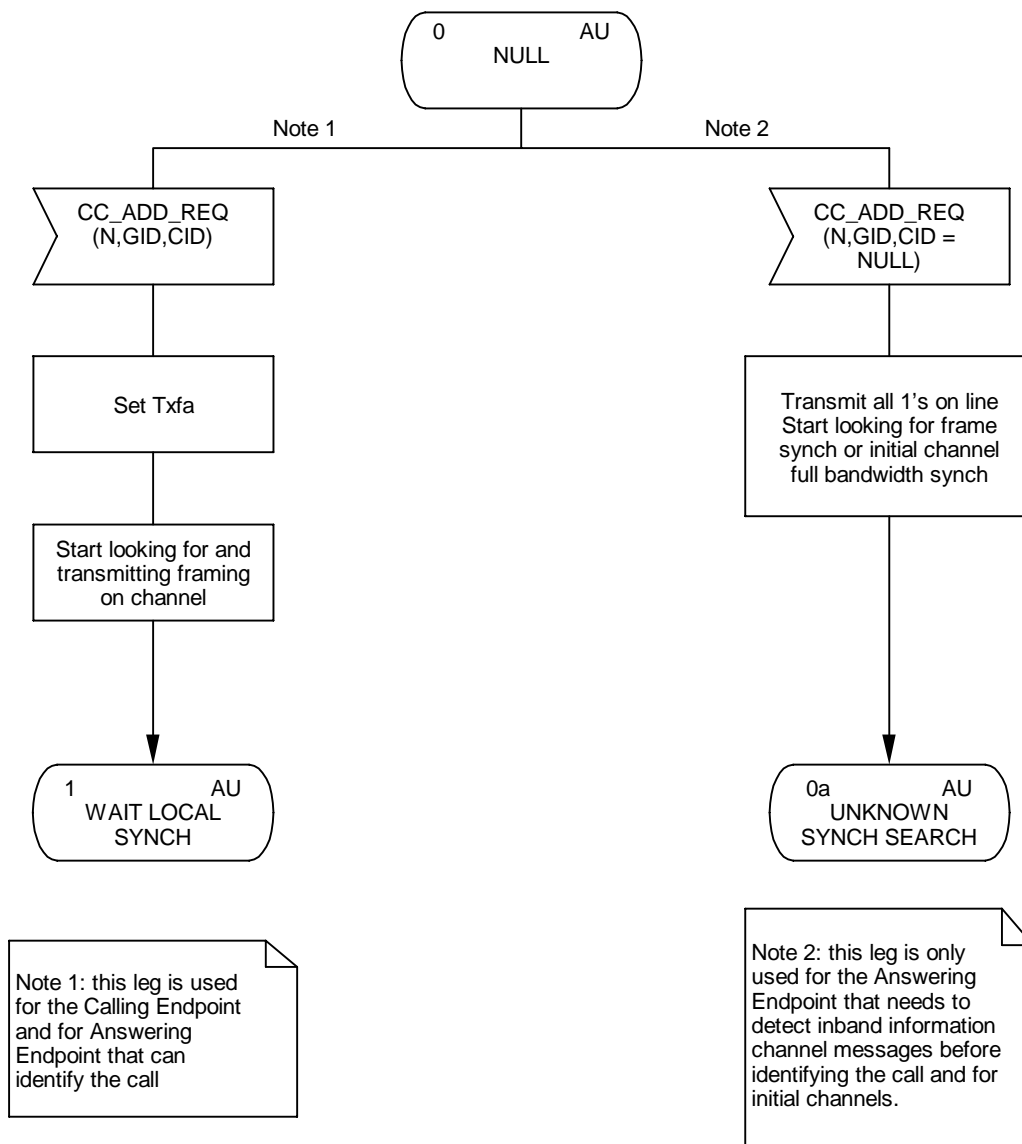 0 AU
NULL
Note 1
Note 2
CC_ADD_REQ
(N,GID,CID)
CC_ADD_REQ
(N,GID,CID =
NULL)
Set Txfa
Transmit all 1's on line
Start looking for frame
synch or initial channel
full bandwidth synch
Start looking for and
transmitting framing
on channel
1 AU
WAIT LOCAL
SYNCH
0a AU
UNKNOWN
SYNCH SEARCH
Note 1: this leg is used
for the Calling Endpoint
and for Answering
Endpoint that can
identify the call
Note 2: this leg is only
used for the Answering
Endpoint that needs to
detect inband information
channel messages before
identifying the call and for
initial channels.